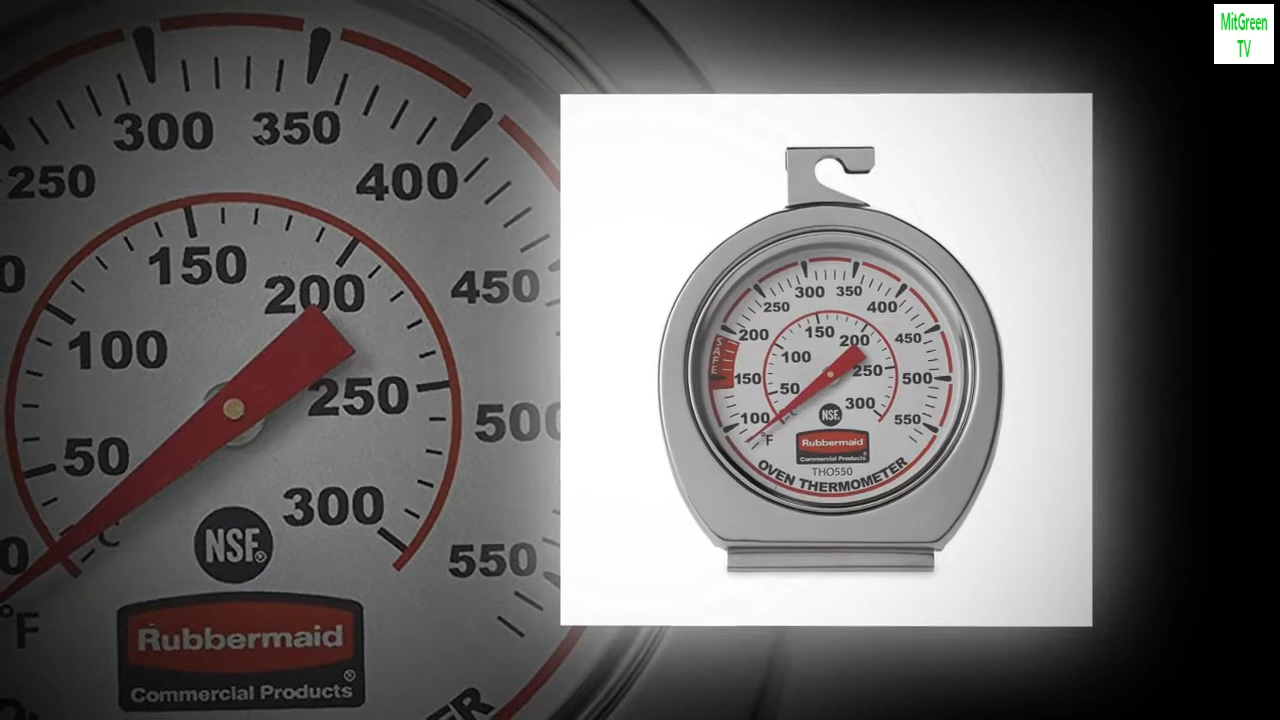 MitGreen
TV
300 350
250 400
150
200 450
100
250
500
50
300
NSF®
550
°F
Rubbermaid
Commercial Products®
300 350
250 400
150
200 200 450
SAFE
100
250
150 500
50
300
100 550
°C
°F
NSF
Rubbermaid
Commercial Products®
THO550
OVEN THERMOMETER